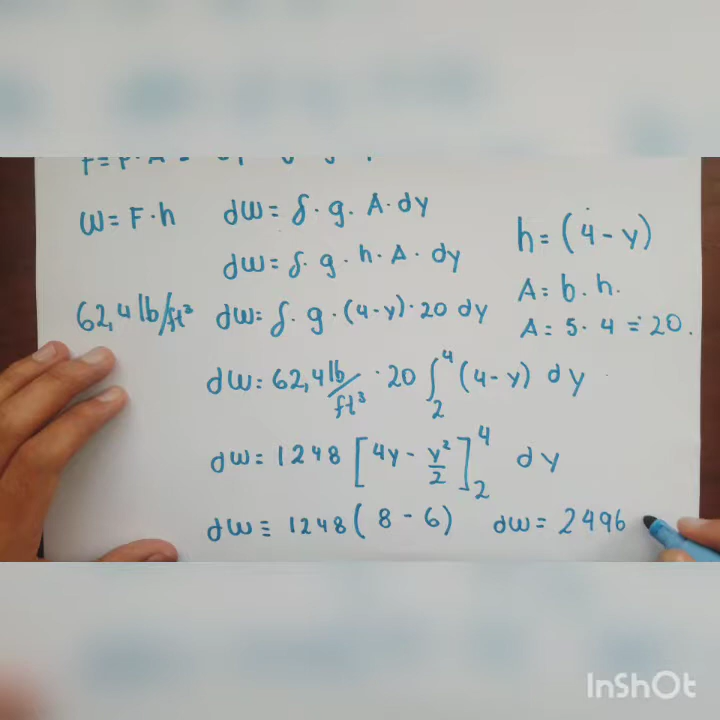 W = F·h
dw = δ·g·A·dy
h = (4 - y)
dw = δ·g·h·A·dy
A = b·h.
62,4 lb/ft³
dw = δ·g·(4-y)·20 dy
A = 5·4 = 20.
dw = 62,4 lb/ft³ · 20 ∫₂⁴ (4-y) dy
dw = 1248 [4y - y²/2]₂⁴ dy
dw = 1248 (8 - 6) dw = 2496
InShOt